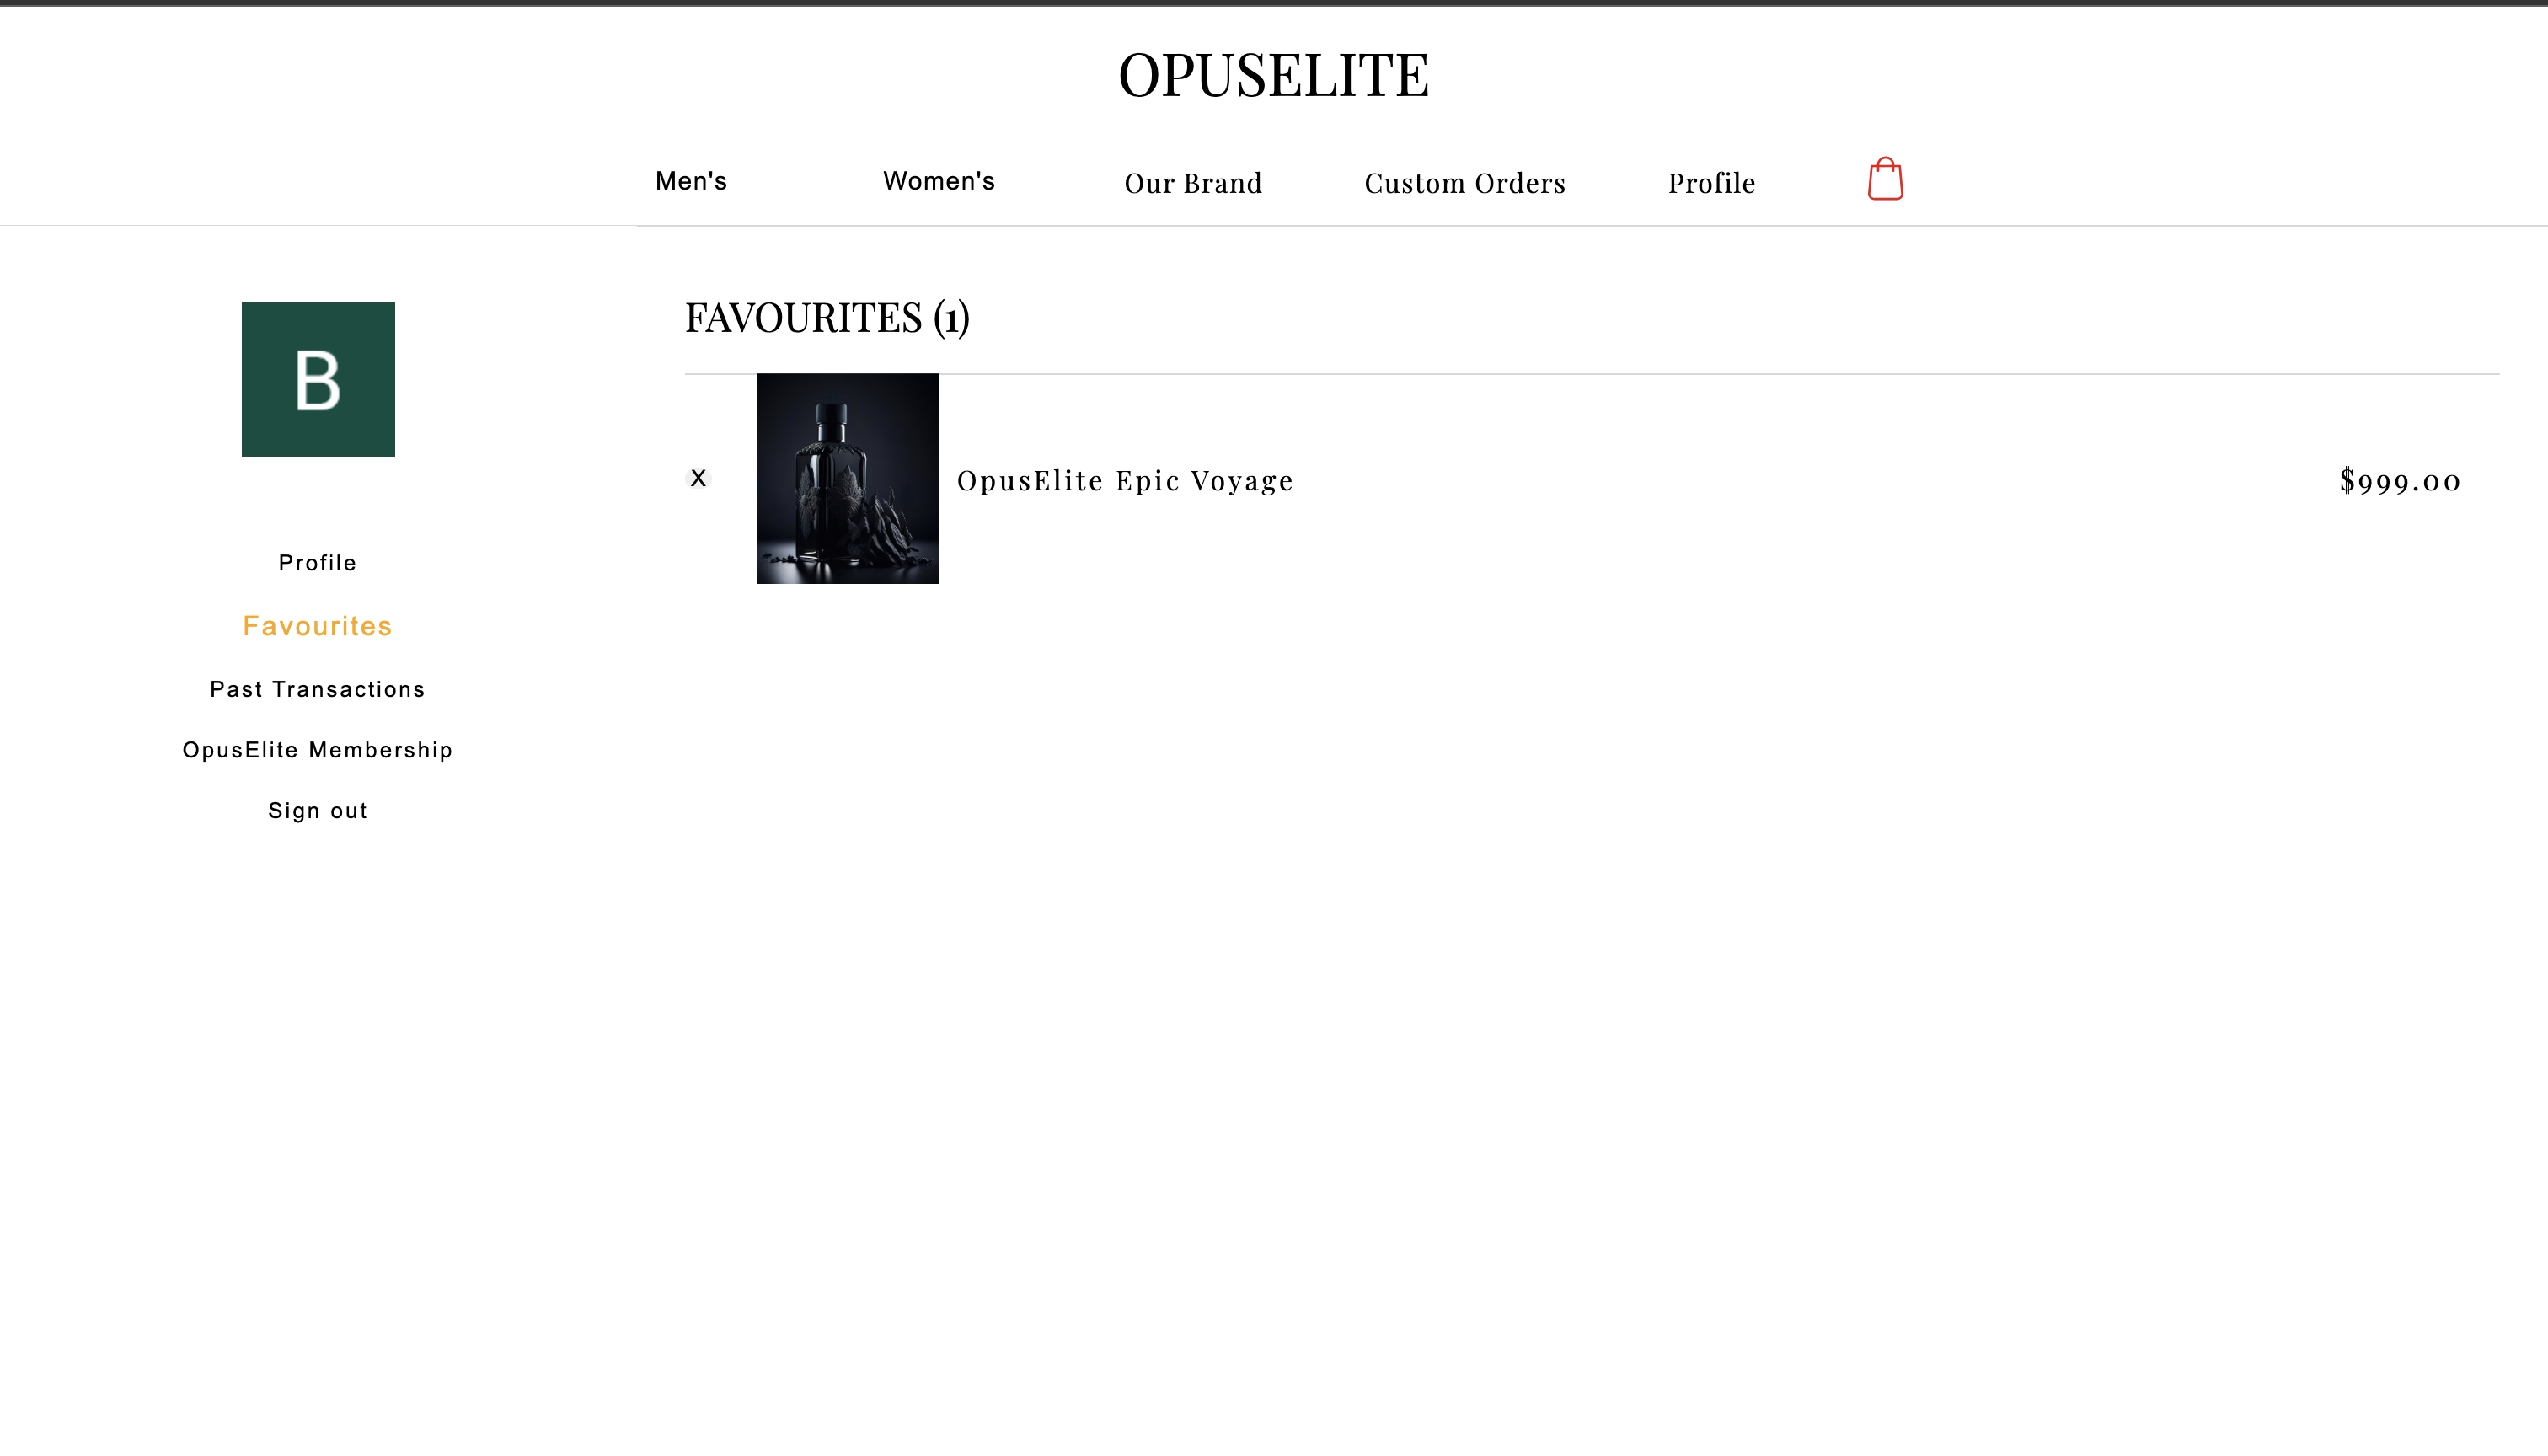 OPUSELITE
Men's Women's Our Brand Custom Orders Profile
B
Profile
Favourites
Past Transactions
OpusElite Membership
Sign out
FAVOURITES (1)
X OpusElite Epic Voyage $999.00